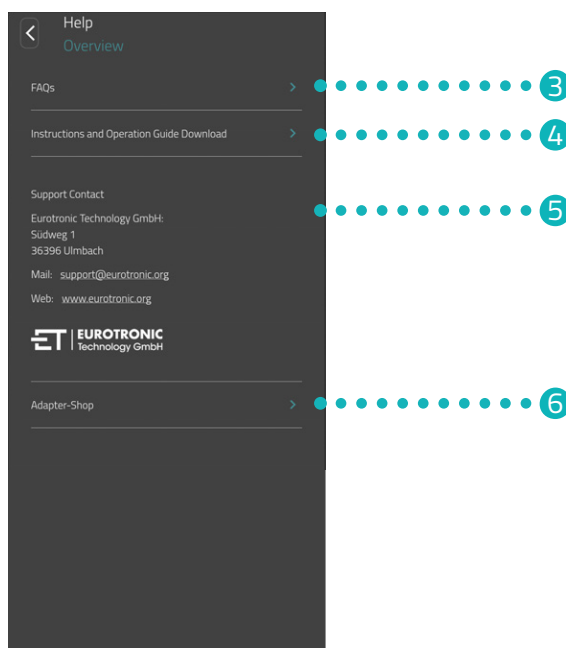 Help
Overview
FAQs
3
Instructions and Operation Guide Download
4
Support Contact
5
Eurotronic Technology GmbH:
Südweg 1
36396 Ulmbach
Mail: support@eurotronic.org
Web: www.eurotronic.org
ET EUROTRONIC
Technology GmbH
Adapter-Shop
6